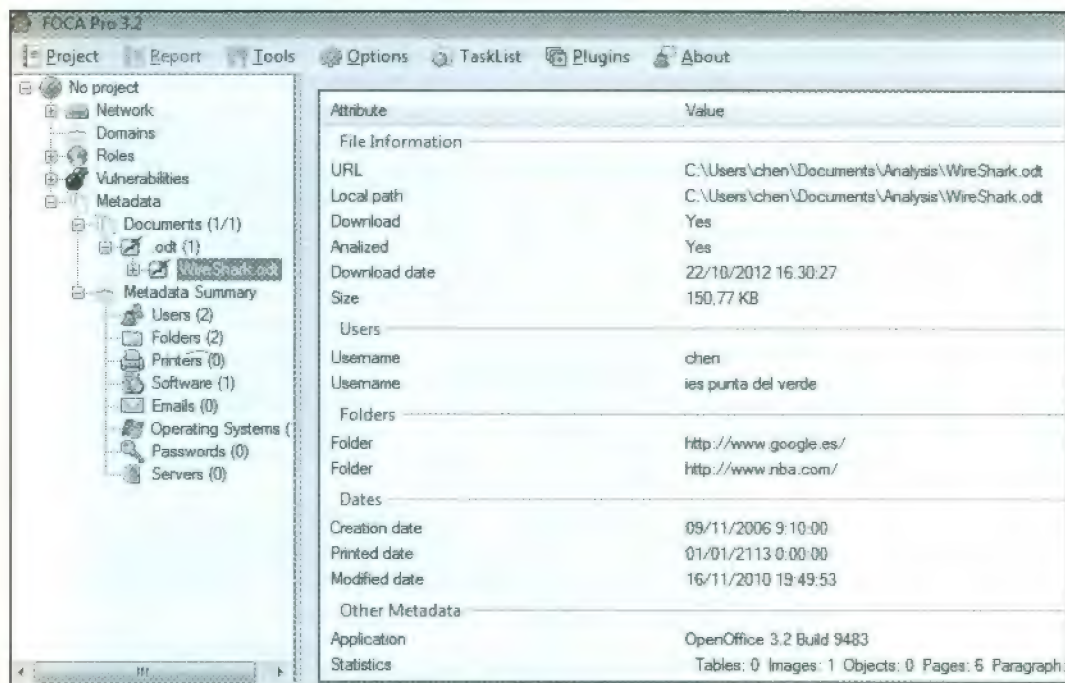 FOCA Pro 3.2
Project Report Tools Options TaskList Plugins About
No project
Network
Domains
Roles
Vulnerabilities
Metadata
Documents (1/1)
.odt (1)
WireShark.odt
Metadata Summary
Users (2)
Folders (2)
Printers (0)
Software (1)
Emails (0)
Operating Systems (
Passwords (0)
Servers (0)
Attribute Value
File Information
URL C:\Users\chen\Documents\Analysis\WireShark.odt
Local path C:\Users\chen\Documents\Analysis\WireShark.odt
Download Yes
Analized Yes
Download date 22/10/2012 16:30:27
Size 150,77 KB
Users
Username chen
Username ies punta del verde
Folders
Folder http://www.google.es/
Folder http://www.nba.com/
Dates
Creation date 09/11/2006 9:10:00
Printed date 01/01/2113 0:00:00
Modified date 16/11/2010 19:49:53
Other Metadata
Application OpenOffice 3.2 Build 9483
Statistics Tables: 0 Images: 1 Objects: 0 Pages: 6 Paragraph: